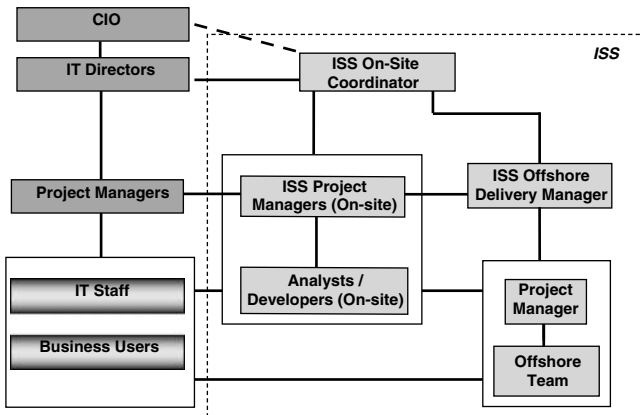 CIO
ISS
IT Directors
ISS On-Site
Coordinator
Project Managers
ISS Project
Managers (On-site)
ISS Offshore
Delivery Manager
IT Staff
Analysts /
Developers (On-site)
Project
Manager
Business Users
Offshore
Team